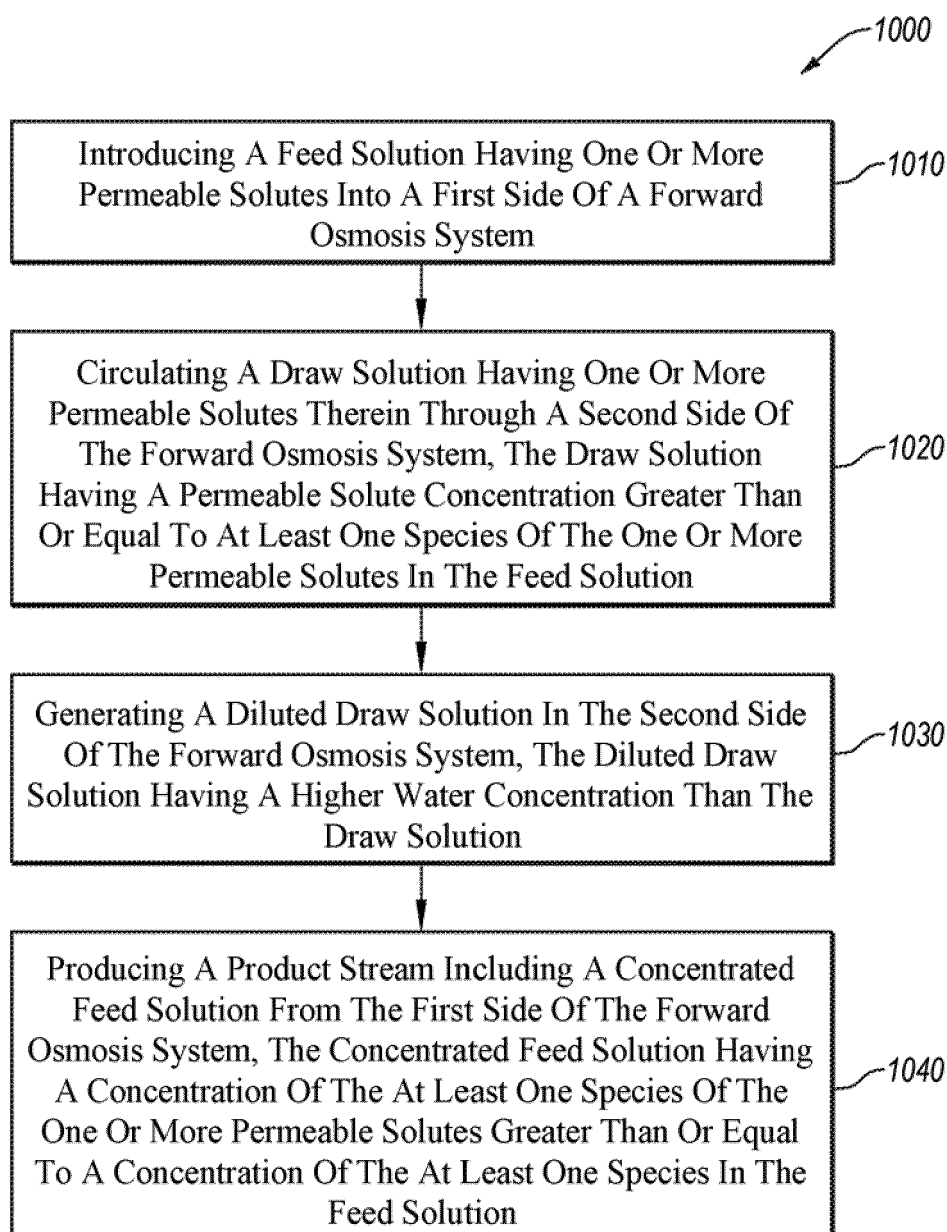 1000
Introducing A Feed Solution Having One Or More
Permeable Solutes Into A First Side Of A Forward
Osmosis System
1010
Circulating A Draw Solution Having One Or More
Permeable Solutes Therein Through A Second Side Of
The Forward Osmosis System, The Draw Solution
Having A Permeable Solute Concentration Greater Than
Or Equal To At Least One Species Of The One Or More
Permeable Solutes In The Feed Solution
1020
Generating A Diluted Draw Solution In The Second Side
Of The Forward Osmosis System, The Diluted Draw
Solution Having A Higher Water Concentration Than The
Draw Solution
1030
Producing A Product Stream Including A Concentrated
Feed Solution From The First Side Of The Forward
Osmosis System, The Concentrated Feed Solution Having
A Concentration Of The At Least One Species Of The
One Or More Permeable Solutes Greater Than Or Equal
To A Concentration Of The At Least One Species In The
Feed Solution
1040